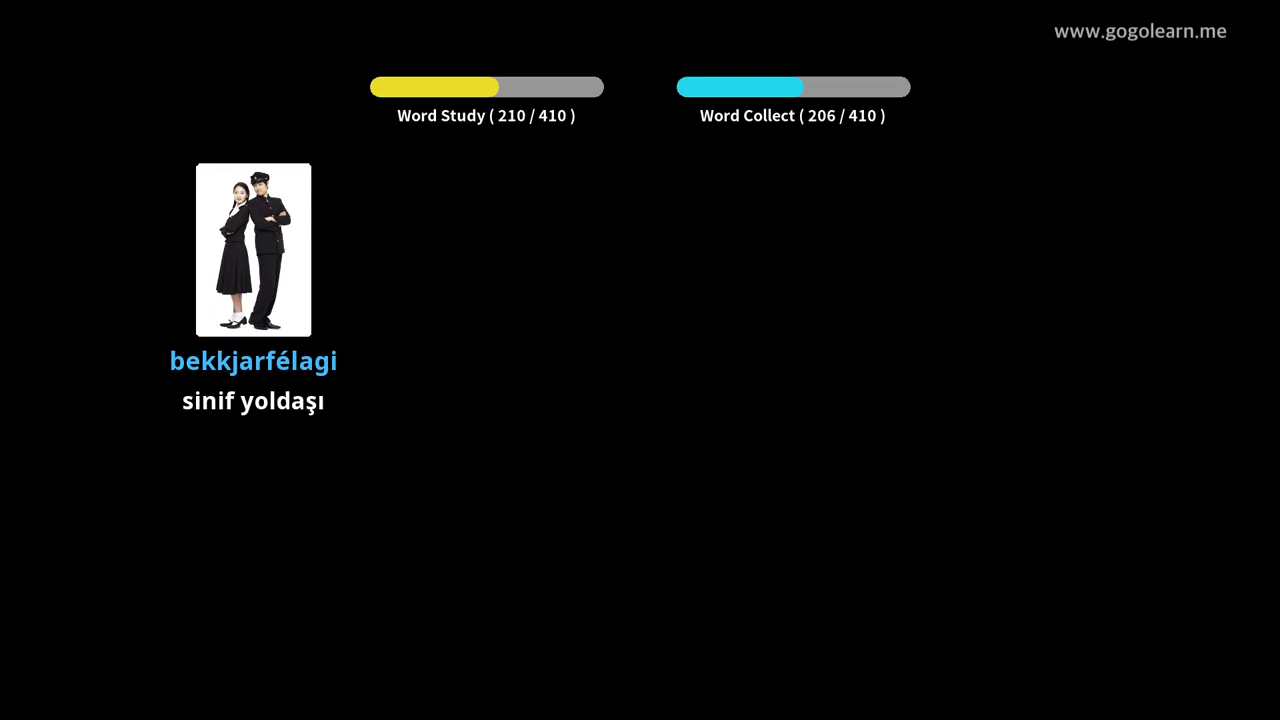 www.gogolearn.me
Word Study ( 210 / 410 )
Word Collect ( 206 / 410 )
bekkjarfélagi
sinif yoldaşı